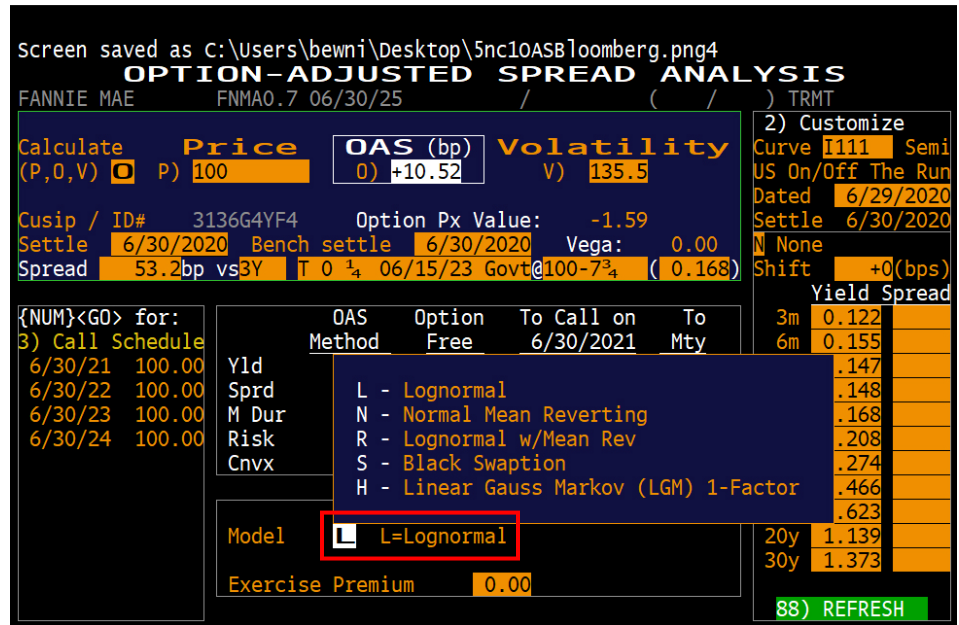 Screen saved as C:\Users\bewni\Desktop\5nc1OASBloomberg.png4
OPTION-ADJUSTED SPREAD ANALYSIS
FANNIE MAE FNMA0.7 06/30/25 / ( / ) TRMT
2) Customize
Calculate Price OAS (bp) Volatility Curve I111 Semi
(P,O,V) O P) 100 O) +10.52 V) 135.5 US On/Off The Run
Dated 6/29/2020
Cusip / ID# 3136G4YF4 Option Px Value: -1.59 Settle 6/30/2020
Settle 6/30/2020 Bench settle 6/30/2020 Vega: 0.00 N None
Spread 53.2bp vs 3Y T 0 ¼ 06/15/23 Govt@100-7¾ ( 0.168) Shift +0(bps)
Yield Spread
{NUM}<GO> for: OAS Option To Call on To 3m 0.122
3) Call Schedule Method Free 6/30/2021 Mty 6m 0.155
6/30/21 100.00 Yld .147
6/30/22 100.00 Sprd L - Lognormal .148
6/30/23 100.00 M Dur N - Normal Mean Reverting .168
6/30/24 100.00 Risk R - Lognormal w/Mean Rev .208
Cnvx S - Black Swaption .274
H - Linear Gauss Markov (LGM) 1-Factor .466
.623
Model L L=Lognormal 20y 1.139
30y 1.373
Exercise Premium 0.00
88) REFRESH